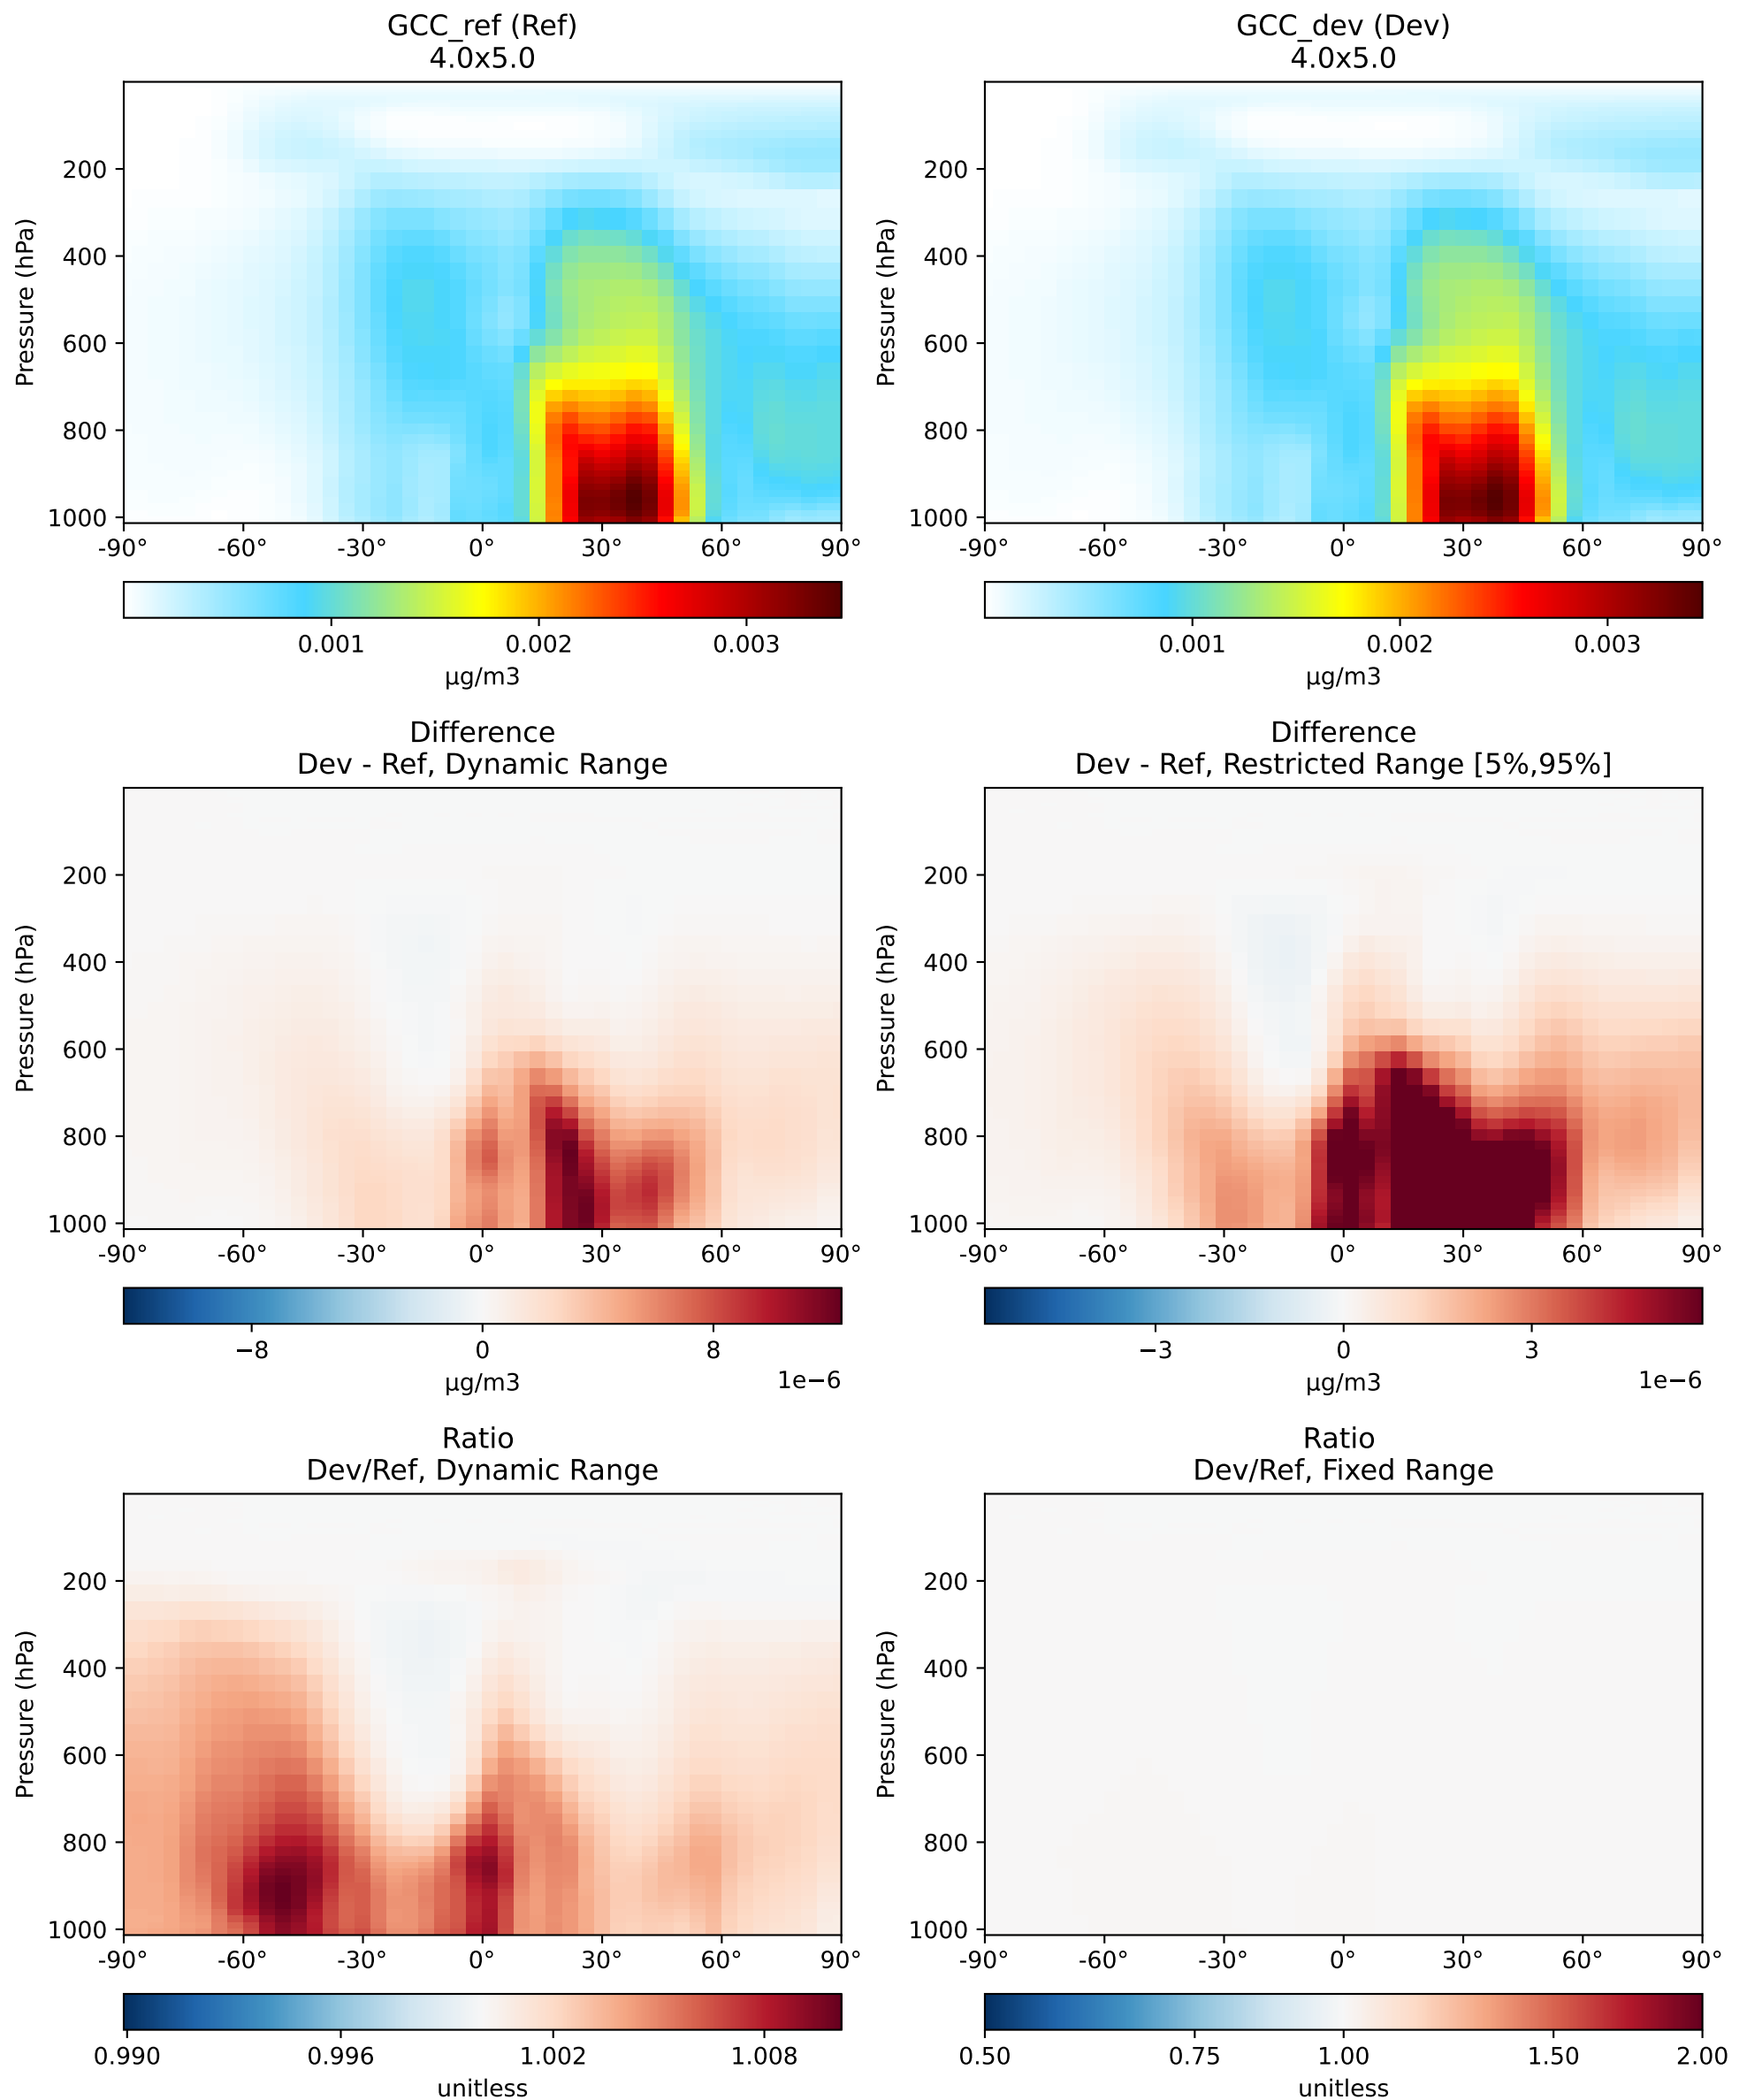 GCC_ref (Ref)
4.0x5.0
Pressure (hPa)
200
400
600
800
1000
-90° -60° -30° 0° 30° 60° 90°
0.001 0.002 0.003
μg/m3
GCC_dev (Dev)
4.0x5.0
Pressure (hPa)
200
400
600
800
1000
-90° -60° -30° 0° 30° 60° 90°
0.001 0.002 0.003
μg/m3
Difference
Dev - Ref, Dynamic Range
Pressure (hPa)
200
400
600
800
1000
-90° -60° -30° 0° 30° 60° 90°
−8 0 8
μg/m3 1e−6
Difference
Dev - Ref, Restricted Range [5%,95%]
Pressure (hPa)
200
400
600
800
1000
-90° -60° -30° 0° 30° 60° 90°
−3 0 3
μg/m3 1e−6
Ratio
Dev/Ref, Dynamic Range
Pressure (hPa)
200
400
600
800
1000
-90° -60° -30° 0° 30° 60° 90°
0.990 0.996 1.002 1.008
unitless
Ratio
Dev/Ref, Fixed Range
Pressure (hPa)
200
400
600
800
1000
-90° -60° -30° 0° 30° 60° 90°
0.50 0.75 1.00 1.50 2.00
unitless